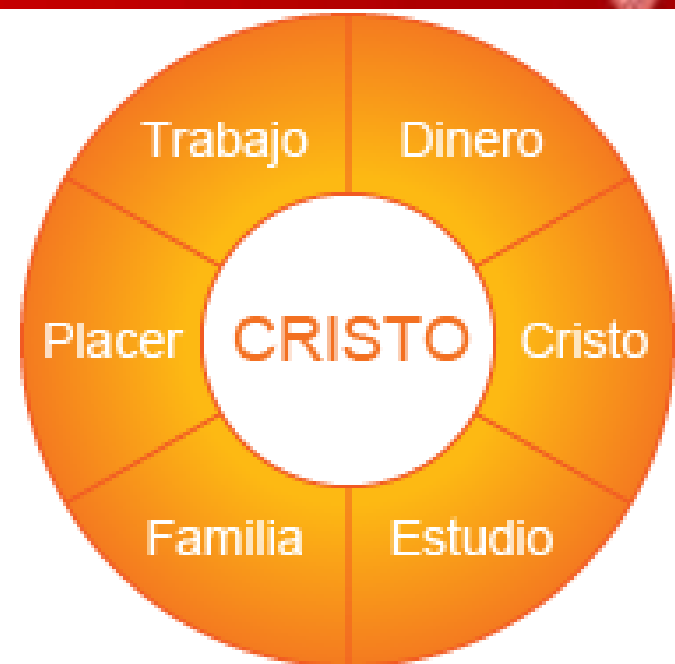 Trabajo
Dinero
Placer
CRISTO
Cristo
Familia
Estudio